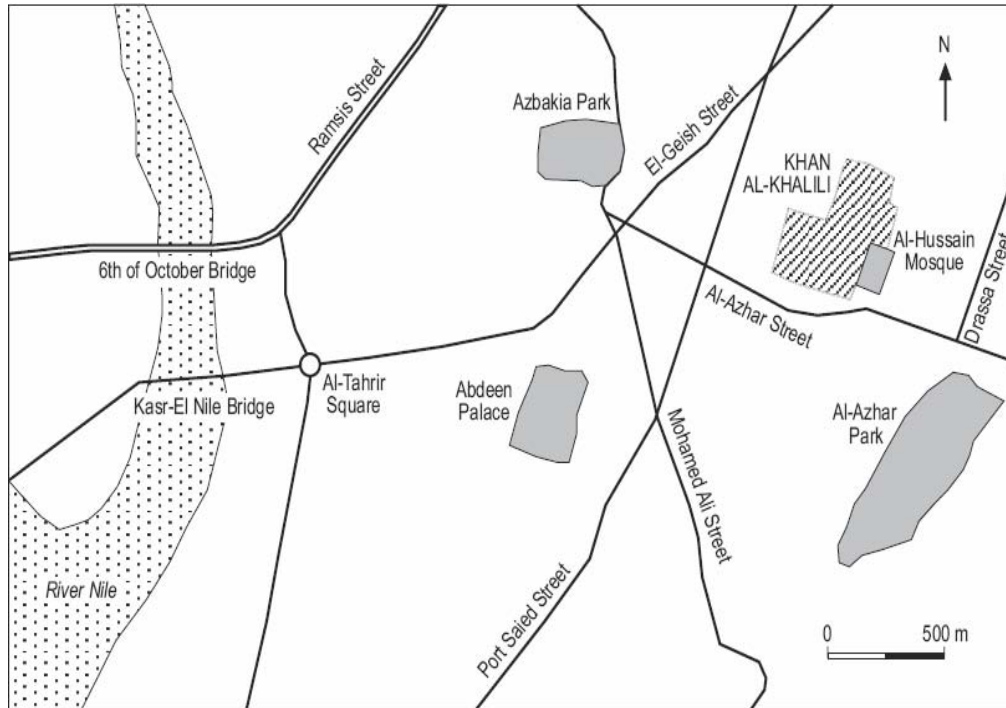 N
Azbakia Park
Ramsis Street
El-Geish Street
KHAN
AL-KHALILI
Al-Hussain
Mosque
6th of October Bridge
Drassa Street
Al-Azhar Street
Al-Tahrir
Square
Kasr-El Nile Bridge
Abdeen
Palace
Al-Azhar
Park
Mohamed Ali Street
River Nile
Port Saied Street
0 500 m